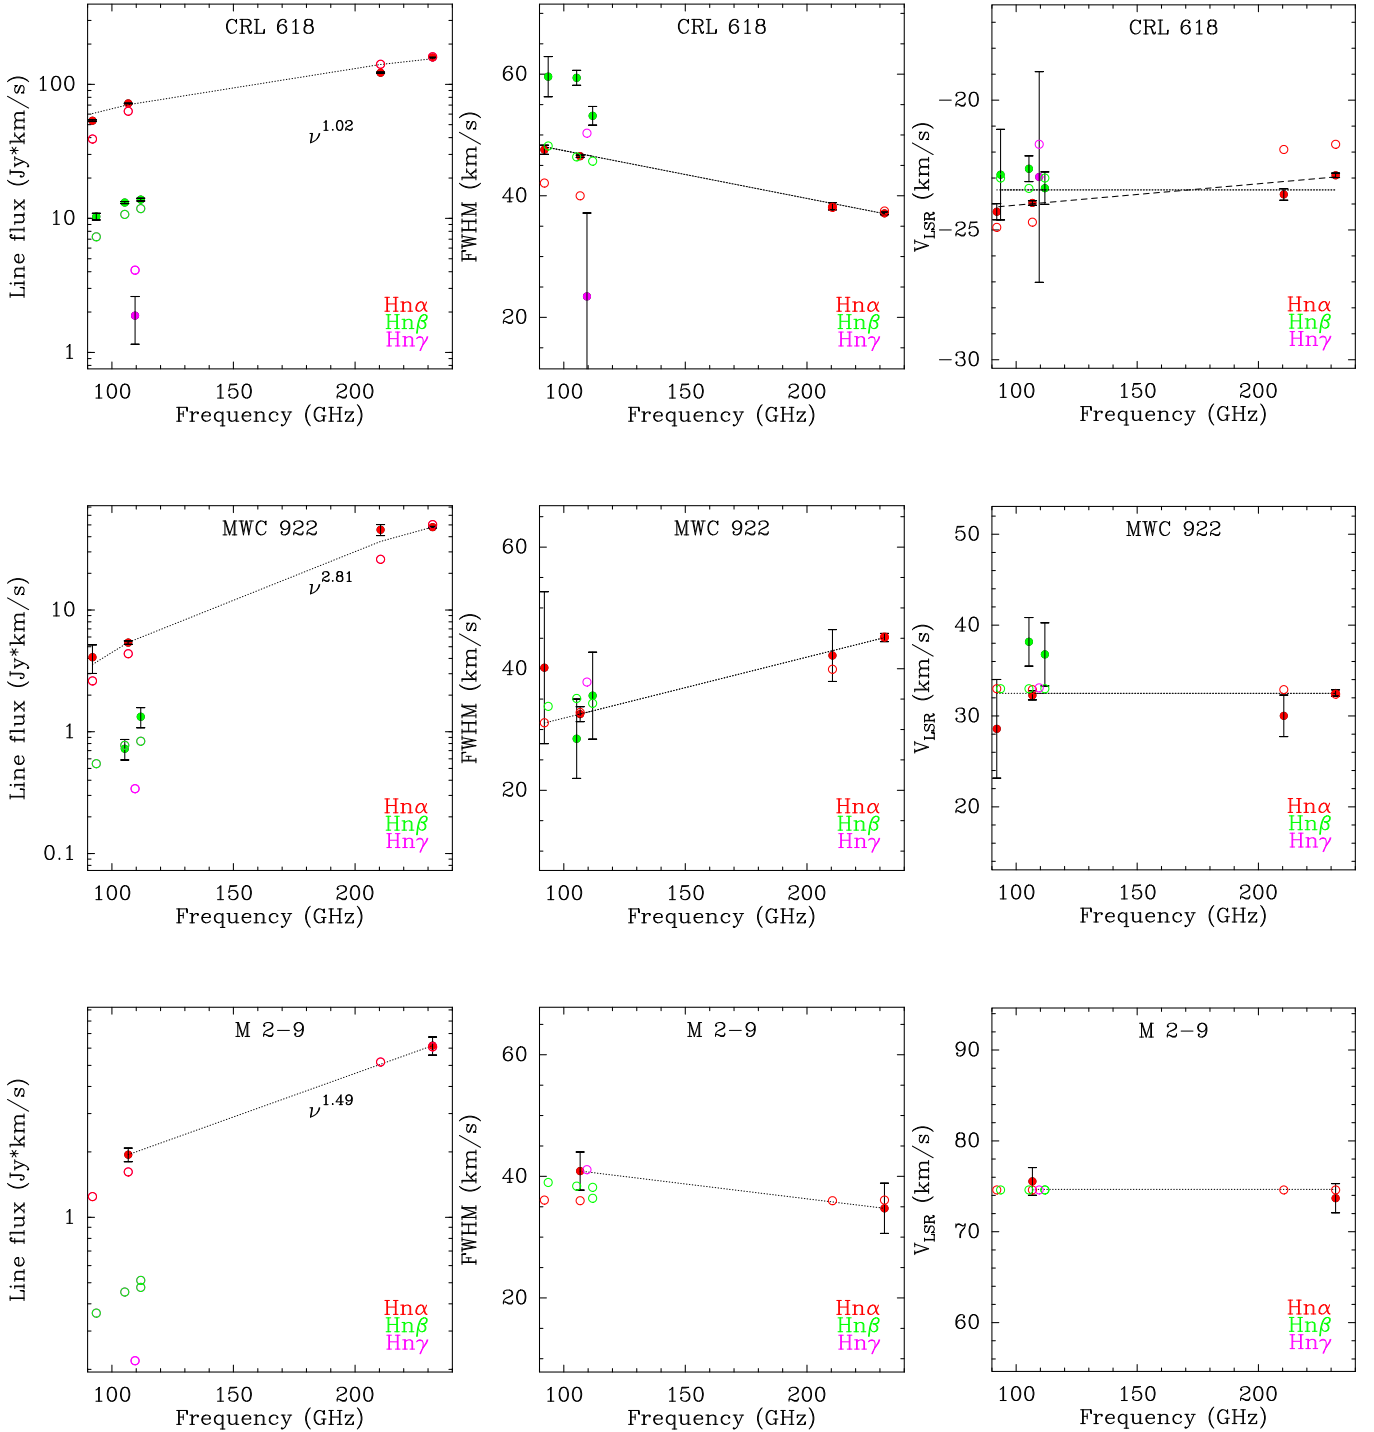 CRL 618
Line flux (Jy*km/s)
100
10
1
ν^1.02
Hnα
Hnβ
Hnγ
100 150 200
Frequency (GHz)
CRL 618
FWHM (km/s)
60
40
20
Hnα
Hnβ
Hnγ
100 150 200
Frequency (GHz)
CRL 618
V_LSR (km/s)
−20
−25
−30
Hnα
Hnβ
Hnγ
100 150 200
Frequency (GHz)
MWC 922
Line flux (Jy*km/s)
10
1
0.1
ν^2.81
Hnα
Hnβ
Hnγ
100 150 200
Frequency (GHz)
MWC 922
FWHM (km/s)
60
40
20
Hnα
Hnβ
Hnγ
100 150 200
Frequency (GHz)
MWC 922
V_LSR (km/s)
50
40
30
20
Hnα
Hnβ
Hnγ
100 150 200
Frequency (GHz)
M 2−9
Line flux (Jy*km/s)
1
ν^1.49
Hnα
Hnβ
Hnγ
100 150 200
Frequency (GHz)
M 2−9
FWHM (km/s)
60
40
20
Hnα
Hnβ
Hnγ
100 150 200
Frequency (GHz)
M 2−9
V_LSR (km/s)
90
80
70
60
Hnα
Hnβ
Hnγ
100 150 200
Frequency (GHz)